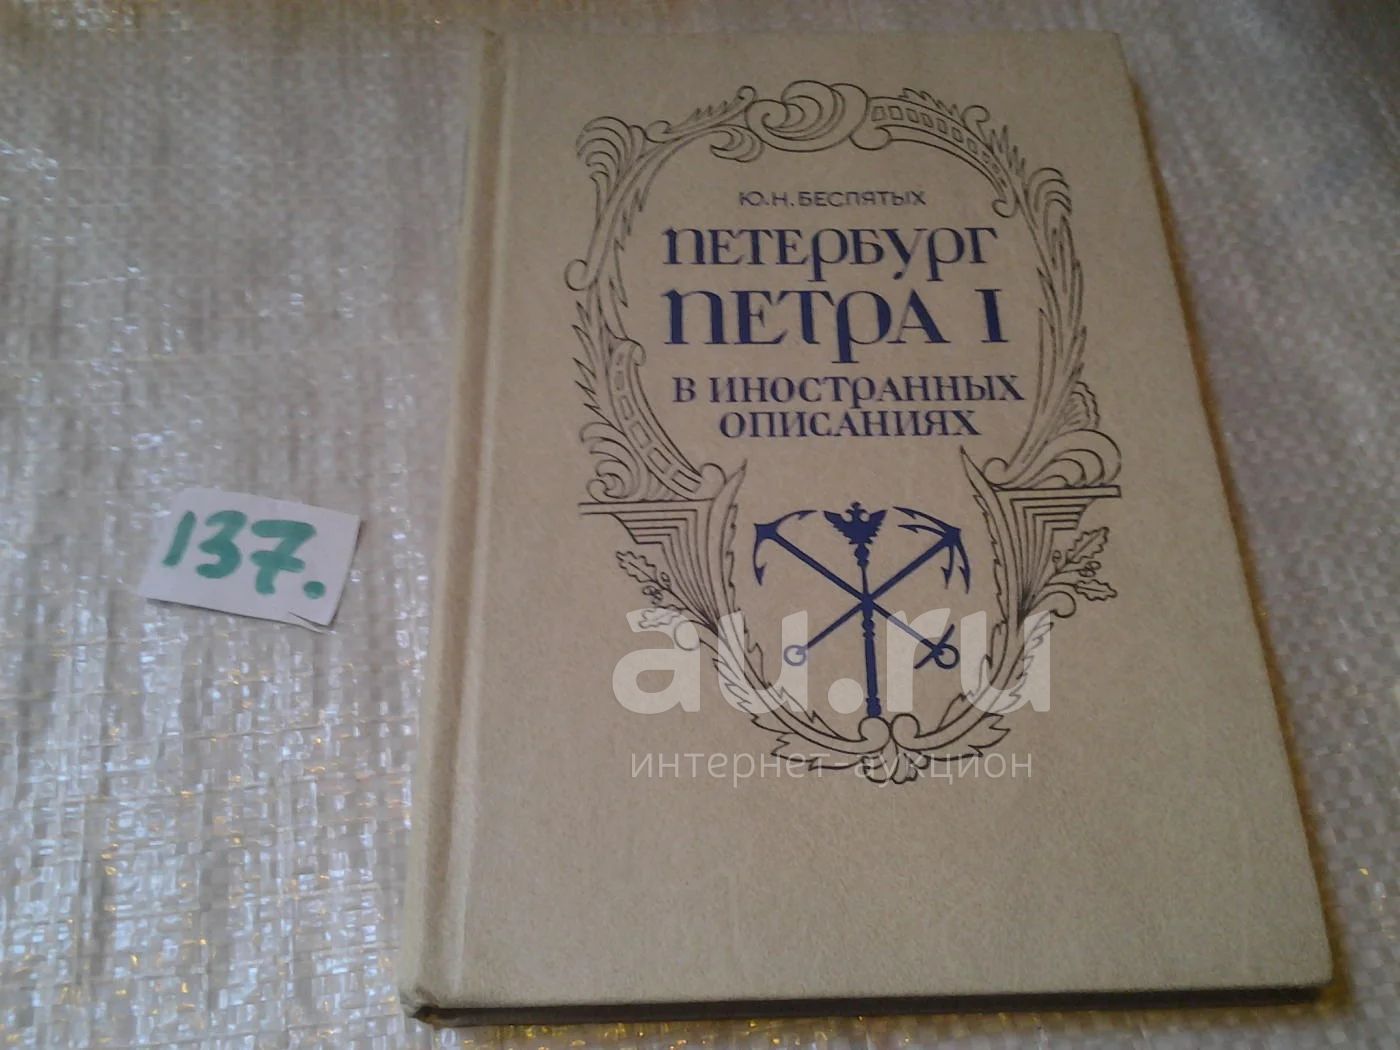 Ю.Н. БЕСПЯТЫХ
ПЕТЕРБУРГ
ПЕТРА I
В ИНОСТРАННЫХ
ОПИСАНИЯХ
137.
au.ru
интернет-аукцион